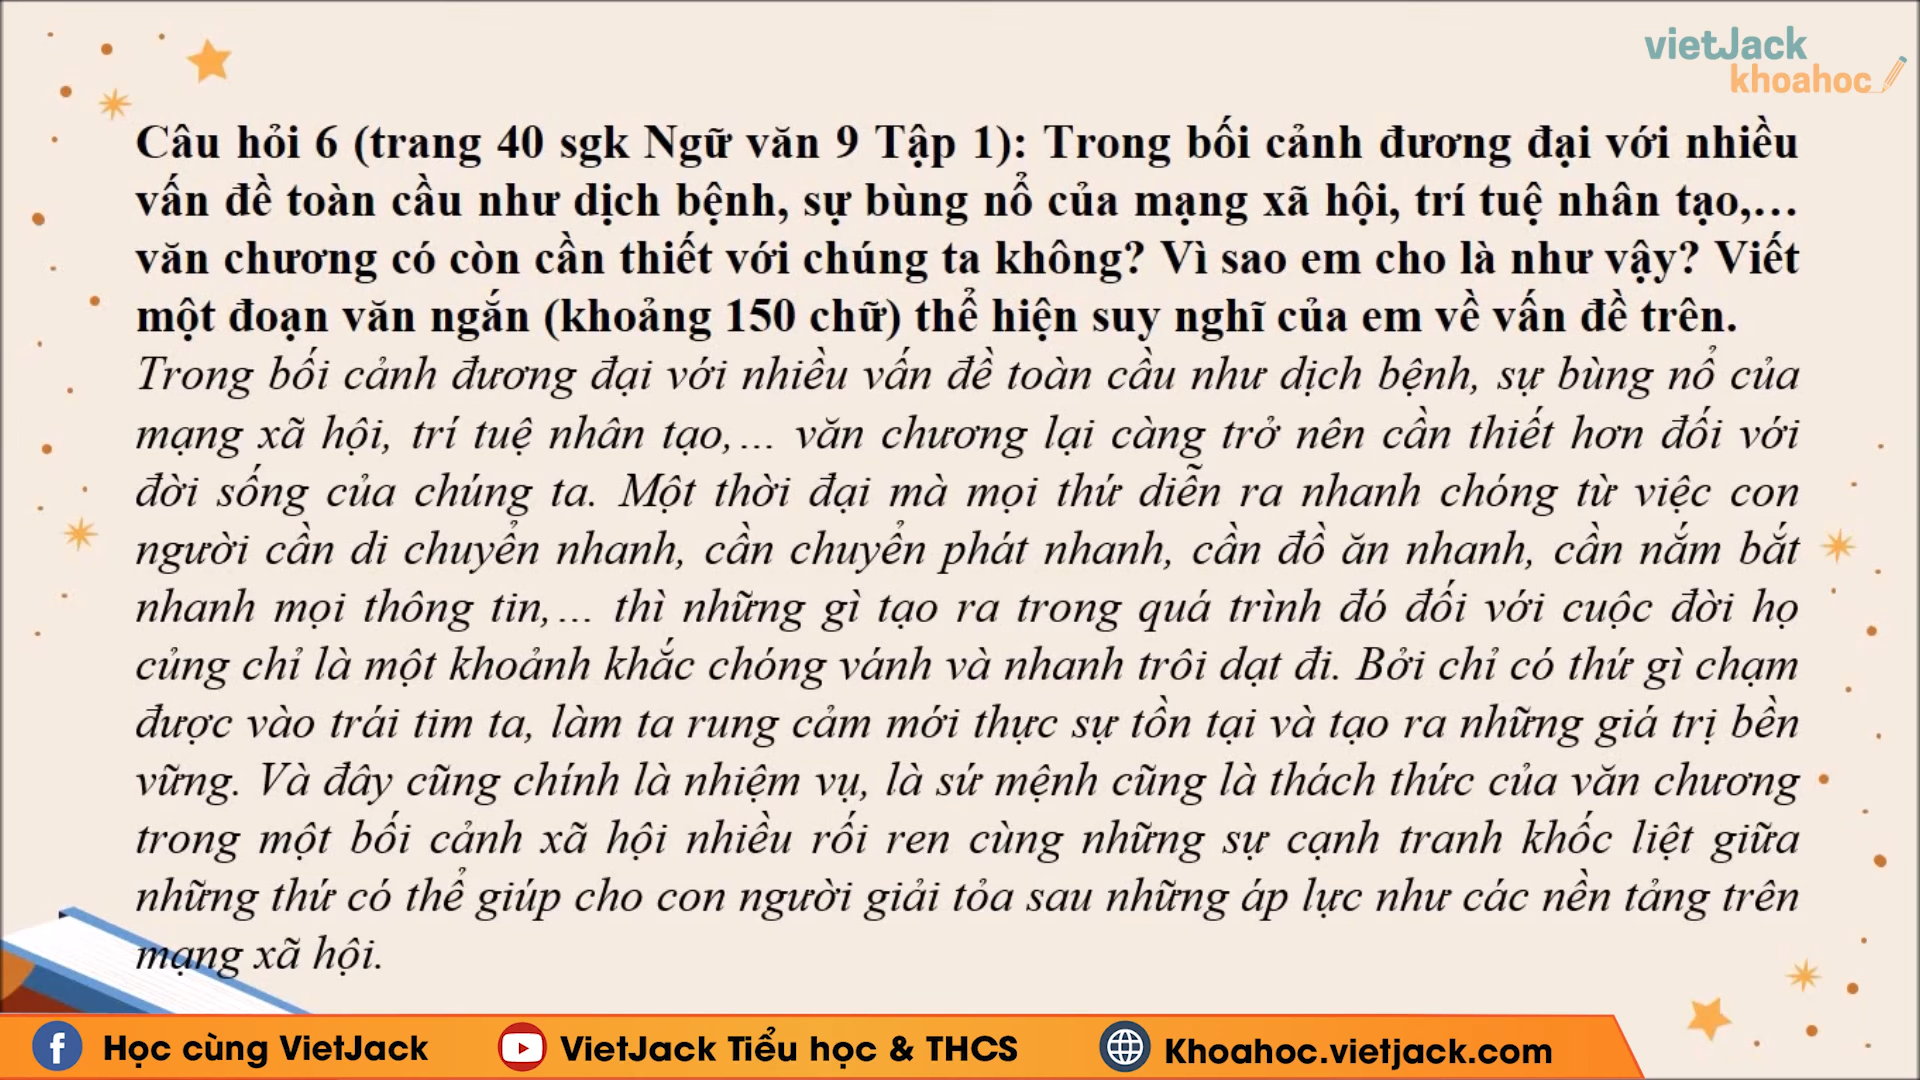 vietJack
khoahoc
Câu hỏi 6 (trang 40 sgk Ngữ văn 9 Tập 1): Trong bối cảnh đương đại với nhiều
vấn đề toàn cầu như dịch bệnh, sự bùng nổ của mạng xã hội, trí tuệ nhân tạo,…
văn chương có còn cần thiết với chúng ta không? Vì sao em cho là như vậy? Viết
một đoạn văn ngắn (khoảng 150 chữ) thể hiện suy nghĩ của em về vấn đề trên.
Trong bối cảnh đương đại với nhiều vấn đề toàn cầu như dịch bệnh, sự bùng nổ của
mạng xã hội, trí tuệ nhân tạo,… văn chương lại càng trở nên cần thiết hơn đối với
đời sống của chúng ta. Một thời đại mà mọi thứ diễn ra nhanh chóng từ việc con
người cần di chuyển nhanh, cần chuyển phát nhanh, cần đồ ăn nhanh, cần nắm bắt
nhanh mọi thông tin,… thì những gì tạo ra trong quá trình đó đối với cuộc đời họ
củng chỉ là một khoảnh khắc chóng vánh và nhanh trôi dạt đi. Bởi chỉ có thứ gì chạm
được vào trái tim ta, làm ta rung cảm mới thực sự tồn tại và tạo ra những giá trị bền
vững. Và đây cũng chính là nhiệm vụ, là sứ mệnh cũng là thách thức của văn chương
trong một bối cảnh xã hội nhiều rối ren cùng những sự cạnh tranh khốc liệt giữa
những thứ có thể giúp cho con người giải tỏa sau những áp lực như các nền tảng trên
mạng xã hội.
Học cùng VietJack
VietJack Tiểu học & THCS
Khoahoc.vietjack.com